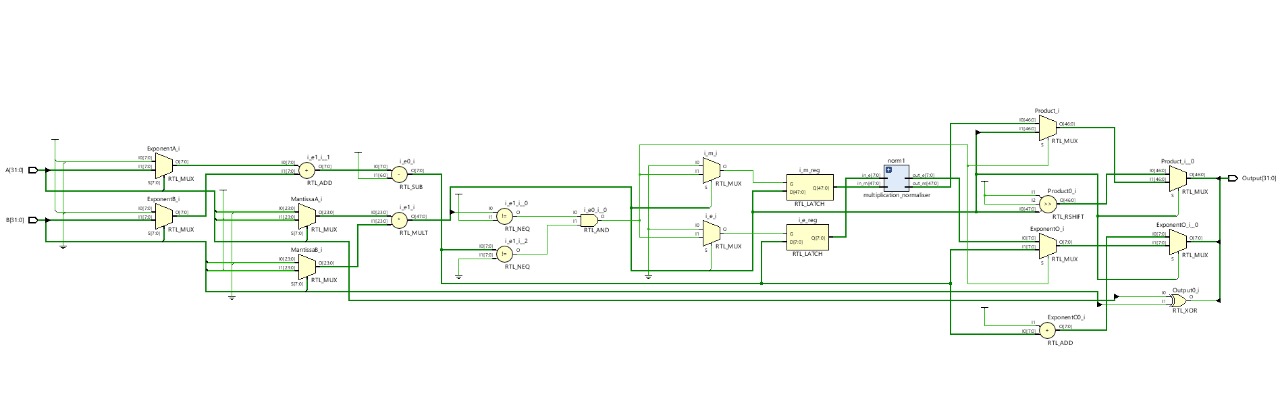 A[31:0]
B[31:0]
ExponentA_i
I0[7:0]
I1[7:0]
O[7:0]
S[7:0]
RTL_MUX
ExponentB_i
I0[7:0]
I1[7:0]
O[7:0]
S[7:0]
RTL_MUX
MantissaA_i
I0[23:0]
I1[23:0]
O[23:0]
S[7:0]
RTL_MUX
MantissaB_i
I0[23:0]
I1[23:0]
O[23:0]
S[7:0]
RTL_MUX
i_e1_i__1
I0[7:0]
I1[7:0]
O[7:0]
+
RTL_ADD
i_e0_i
I0[7:0]
I1[6:0]
O[7:0]
-
RTL_SUB
i_e1_i
I0[23:0]
I1[23:0]
O[47:0]
RTL_MULT
i_e1_i__0
I0
I1
O
!=
RTL_NEQ
i_e1_i__2
I0[7:0]
I1[7:0]
O
!=
RTL_NEQ
i_e0_i__0
I0
I1
O
RTL_AND
i_m_i
I0
I1
O
S
RTL_MUX
i_e_i
I0
I1
O
S
RTL_MUX
i_m_reg
G
D[47:0]
Q[47:0]
RTL_LATCH
i_e_reg
G
D[7:0]
Q[7:0]
RTL_LATCH
norm1
in_e[7:0]
in_m[47:0]
out_e[7:0]
out_m[47:0]
multiplication_normaliser
Product_i
I0[46:0]
I1[46:0]
O[46:0]
S
RTL_MUX
Product0_i
I1
I2
I0[47:0]
O[46:0]
>>
RTL_RSHIFT
ExponentO_i
I0[7:0]
I1[7:0]
O[7:0]
S
RTL_MUX
ExponentO0_i
I1
I0[7:0]
O[7:0]
+
RTL_ADD
Product_i__0
I0[46:0]
I1[46:0]
O[46:0]
S
RTL_MUX
ExponentO_i__0
I0[7:0]
I1[7:0]
O[7:0]
S
RTL_MUX
Output0_i
I0
I1
O
RTL_XOR
Output[31:0]